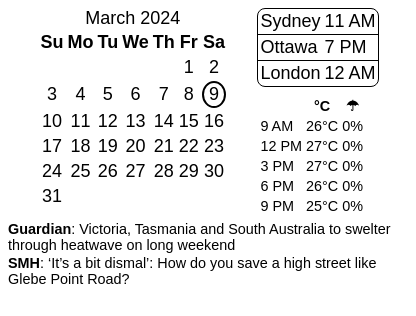 March 2024
Su Mo Tu We Th Fr Sa
1 2
3 4 5 6 7 8 9
10 11 12 13 14 15 16
17 18 19 20 21 22 23
24 25 26 27 28 29 30
31
Sydney 11 AM
Ottawa 7 PM
London 12 AM
°C ☂
9 AM 26°C 0%
12 PM 27°C 0%
3 PM 27°C 0%
6 PM 26°C 0%
9 PM 25°C 0%
Guardian: Victoria, Tasmania and South Australia to swelter
through heatwave on long weekend
SMH: ‘It’s a bit dismal’: How do you save a high street like
Glebe Point Road?